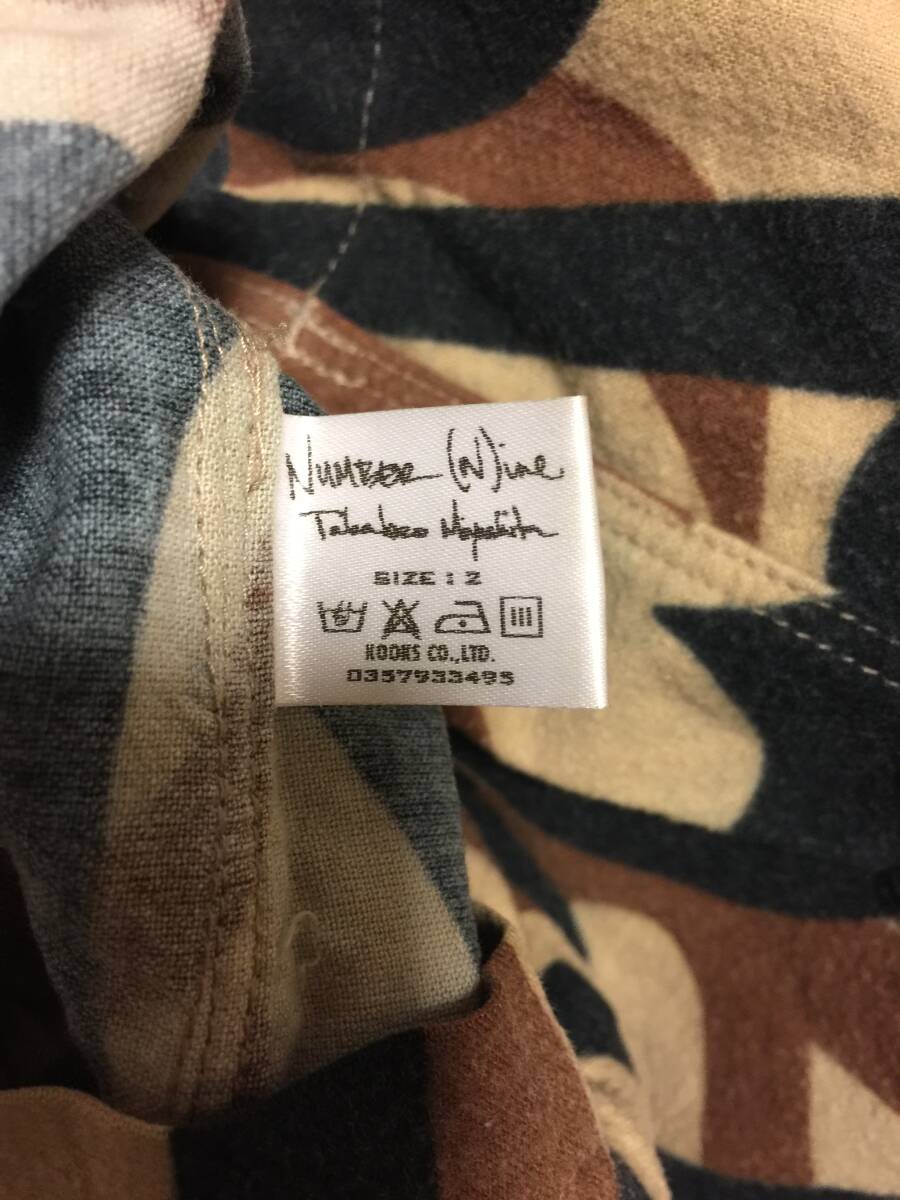 NUMBER (N)ine
Takahiro Miyashita
SIZE : 2
KOOKS CO.,LTD.
0357933495